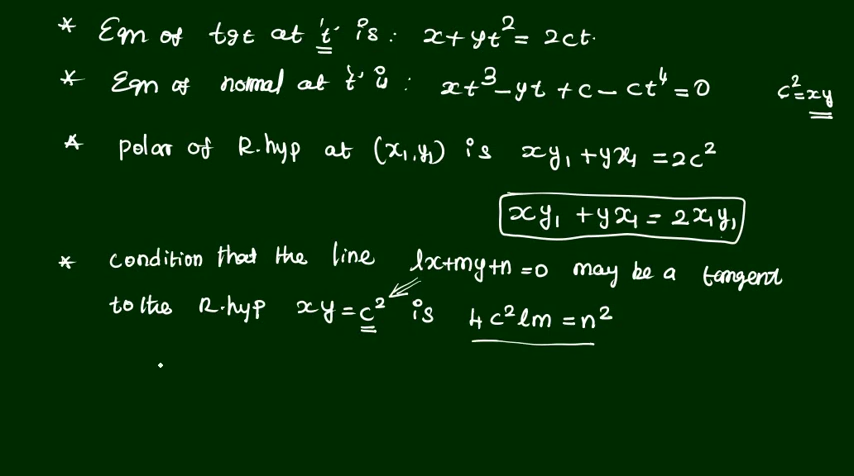 * Eqn of tgt at 't' is : x+yt² = 2ct.
* Eqn of normal at 't' is : xt³-yt+c-ct⁴=0 c²=xy
* polar of R.hyp at (x₁,y₁) is xy₁+yx₁=2c²
xy₁+yx₁=2x₁y₁
* condition that the line lx+my+n=0 may be a tangent
to the R.hyp xy=c² is 4c²lm=n²